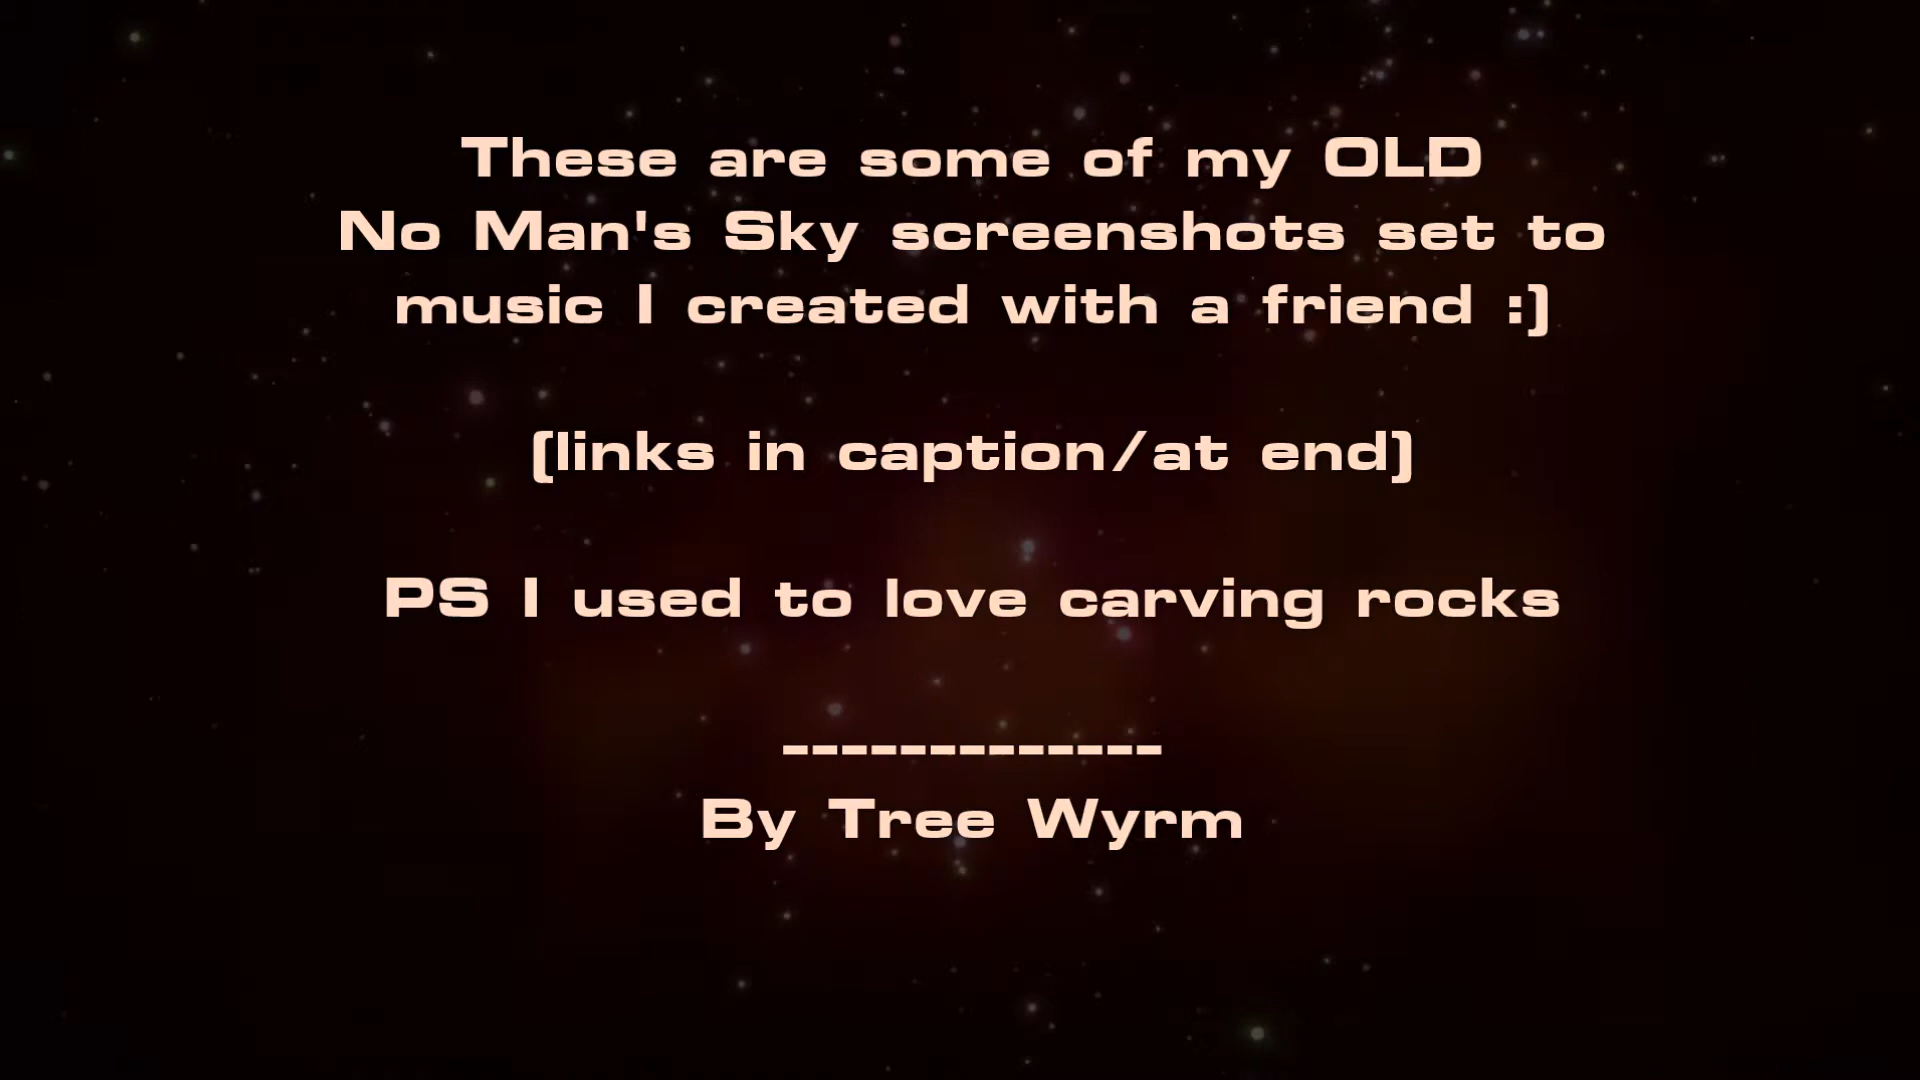 These are some of my OLD
No Man's Sky screenshots set to
music I created with a friend :)
(links in caption/at end)
PS I used to love carving rocks
-------------
By Tree Wyrm